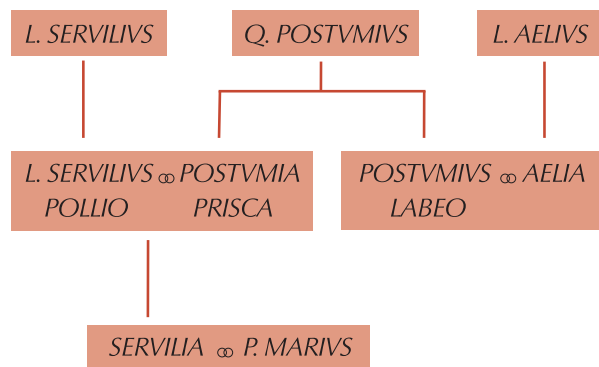 L. SERVILIVS
Q. POSTVMIVS
L. AELIVS
L. SERVILIVS ⚭ POSTVMIA
POLLIO PRISCA
POSTVMIVS ⚭ AELIA
LABEO
SERVILIA ⚭ P. MARIVS